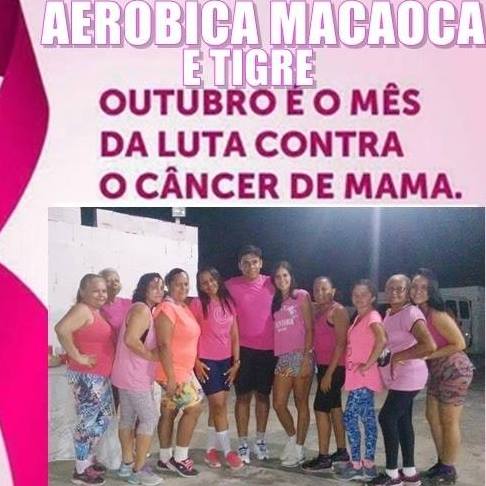 AEROBICA MACAOCA
E TIGRE
OUTUBRO É O MÊS
DA LUTA CONTRA
O CÂNCER DE MAMA.